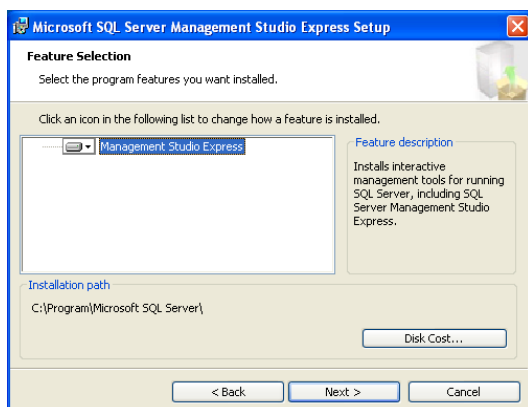 Microsoft SQL Server Management Studio Express Setup
Feature Selection
Select the program features you want installed.
Click an icon in the following list to change how a feature is installed.
Management Studio Express
Feature description
Installs interactive
management tools for running
SQL Server, including SQL
Server Management Studio
Express.
Installation path
C:\Program\Microsoft SQL Server\
Disk Cost...
< Back
Next >
Cancel